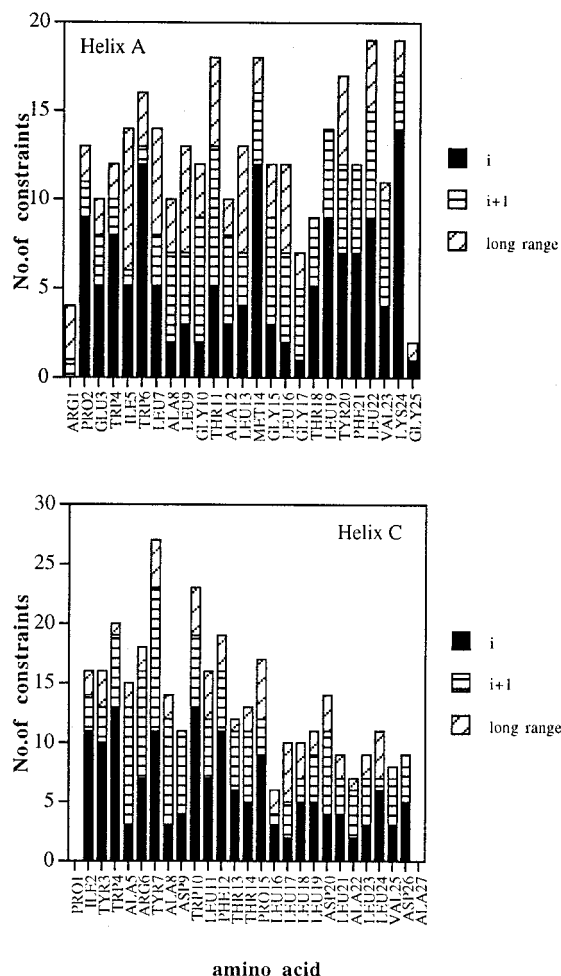 Helix A
No.of constraints
20
15
10
5
0
i
i+1
long range
ARG1
PRO2
GLU3
TRP4
ILE5
TRP6
LEU7
ALA8
LEU9
GLY10
THR11
ALA12
LEU13
MET14
GLY15
LEU16
GLY17
THR18
LEU19
TYR20
PHE21
LEU22
VAL23
LYS24
GLY25
Helix C
No.of constraints
30
25
20
15
10
5
0
i
i+1
long range
PRO1
ILE2
TYR3
TRP4
ALA5
ARG6
TYR7
ALA8
ASP9
TRP10
LEU11
PHE12
THR13
THR14
PRO15
LEU16
LEU17
LEU18
LEU19
ASP20
LEU21
ALA22
LEU23
LEU24
VAL25
ASP26
ALA27
amino acid